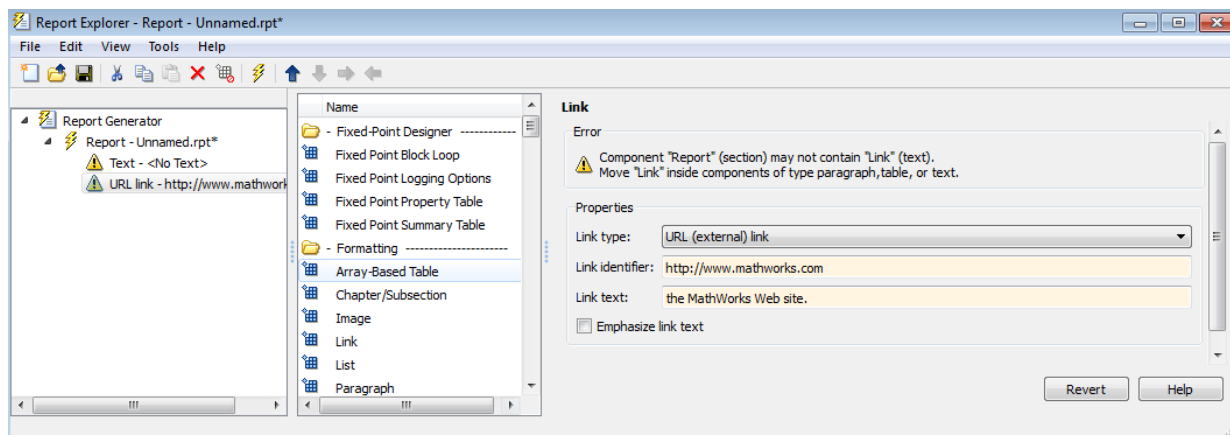 Report Explorer - Report - Unnamed.rpt*
File Edit View Tools Help
Report Generator
Report - Unnamed.rpt*
Text - <No Text>
URL link - http://www.mathwork
Name
- Fixed-Point Designer ------------
Fixed Point Block Loop
Fixed Point Logging Options
Fixed Point Property Table
Fixed Point Summary Table
- Formatting ----------------------
Array-Based Table
Chapter/Subsection
Image
Link
List
Paragraph
Link
Error
Component "Report" (section) may not contain "Link" (text).
Move "Link" inside components of type paragraph,table, or text.
Properties
Link type: URL (external) link
Link identifier: http://www.mathworks.com
Link text: the MathWorks Web site.
Emphasize link text
Revert Help